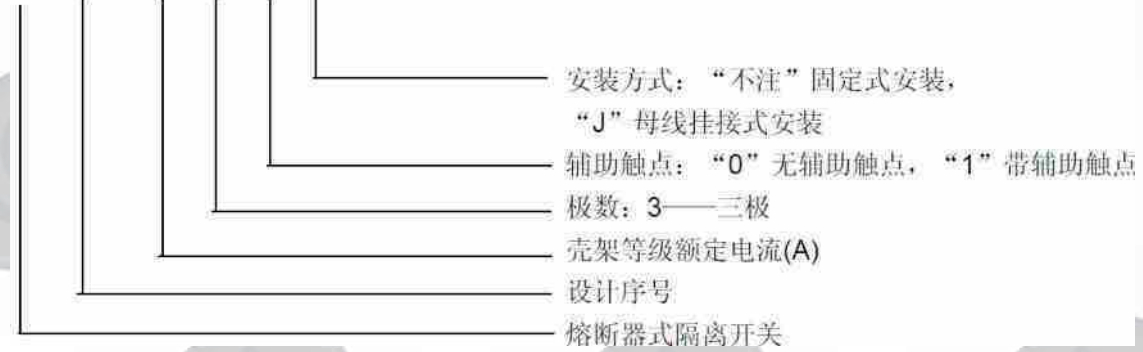 安装方式：“不注”固定式安装，
“J”母线挂接式安装
辅助触点：“0”无辅助触点，“1”带辅助触点
极数：3——三极
壳架等级额定电流(A)
设计序号
熔断器式隔离开关